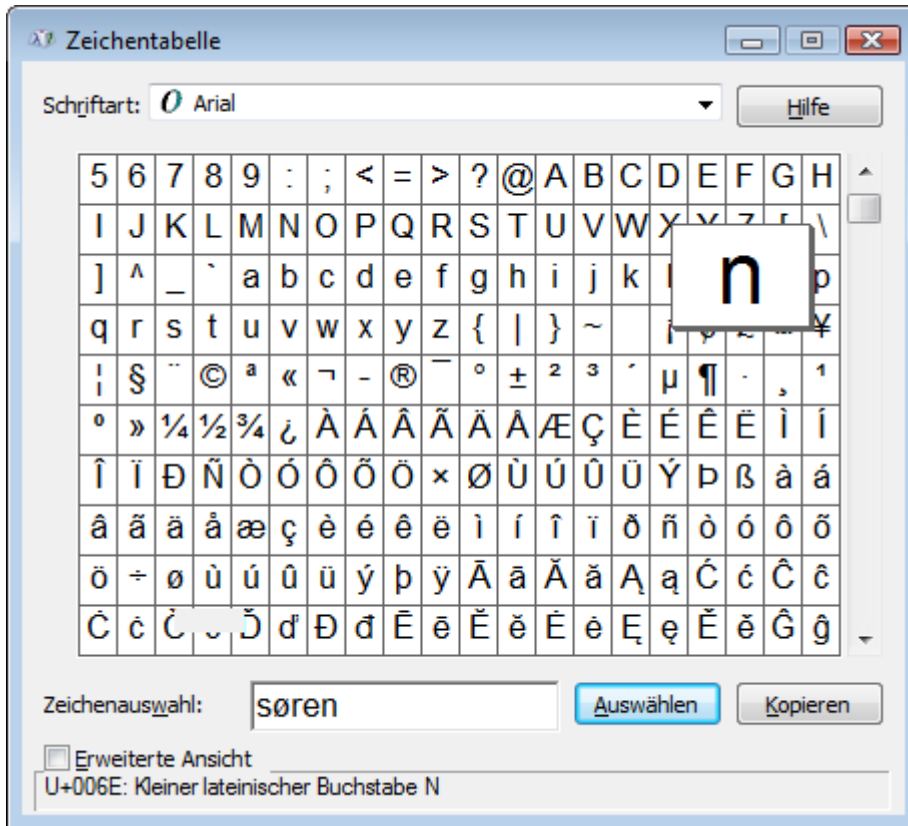 Zeichentabelle
Schriftart: O Arial Hilfe
5 6 7 8 9 : ; < = > ? @ A B C D E F G H
I J K L M N O P Q R S T U V W X Y Z [ \
] ^ _ ` a b c d e f g h i j k l n p
q r s t u v w x y z { | } ~ ¡ ¢ £ ¤ ¥
¦ § ¨ © ª « ¬ - ® ¯ ° ± ² ³ ´ µ ¶ · ¸ ¹
º » ¼ ½ ¾ ¿ À Á Â Ã Ä Å Æ Ç È É Ê Ë Ì Í
Î Ï Ð Ñ Ò Ó Ô Õ Ö × Ø Ù Ú Û Ü Ý Þ ß à á
â ã ä å æ ç è é ê ë ì í î ï ð ñ ò ó ô õ
ö ÷ ø ù ú û ü ý þ ÿ Ā ā Ă ă Ą ą Ć ć Ĉ ĉ
Ċ ċ Č Ď ď Đ đ Ē ē Ĕ ĕ Ė ė Ę ę Ě ě Ĝ ĝ
Zeichenauswahl: søren Auswählen Kopieren
Erweiterte Ansicht
U+006E: Kleiner lateinischer Buchstabe N